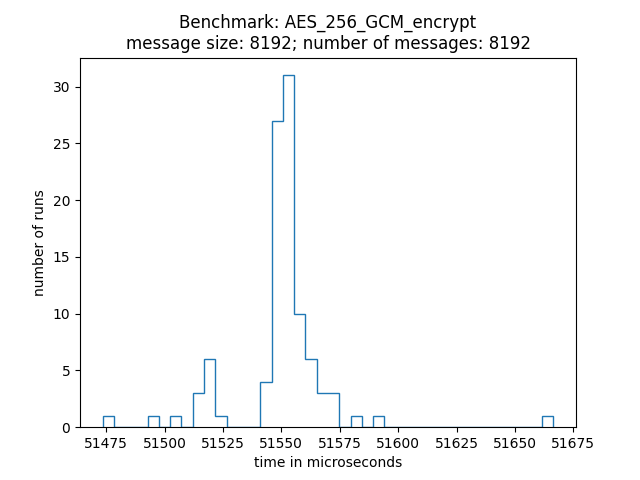 Benchmark: AES_256_GCM_encrypt
message size: 8192; number of messages: 8192
number of runs
30
25
20
15
10
5
0
51475 51500 51525 51550 51575 51600 51625 51650 51675
time in microseconds